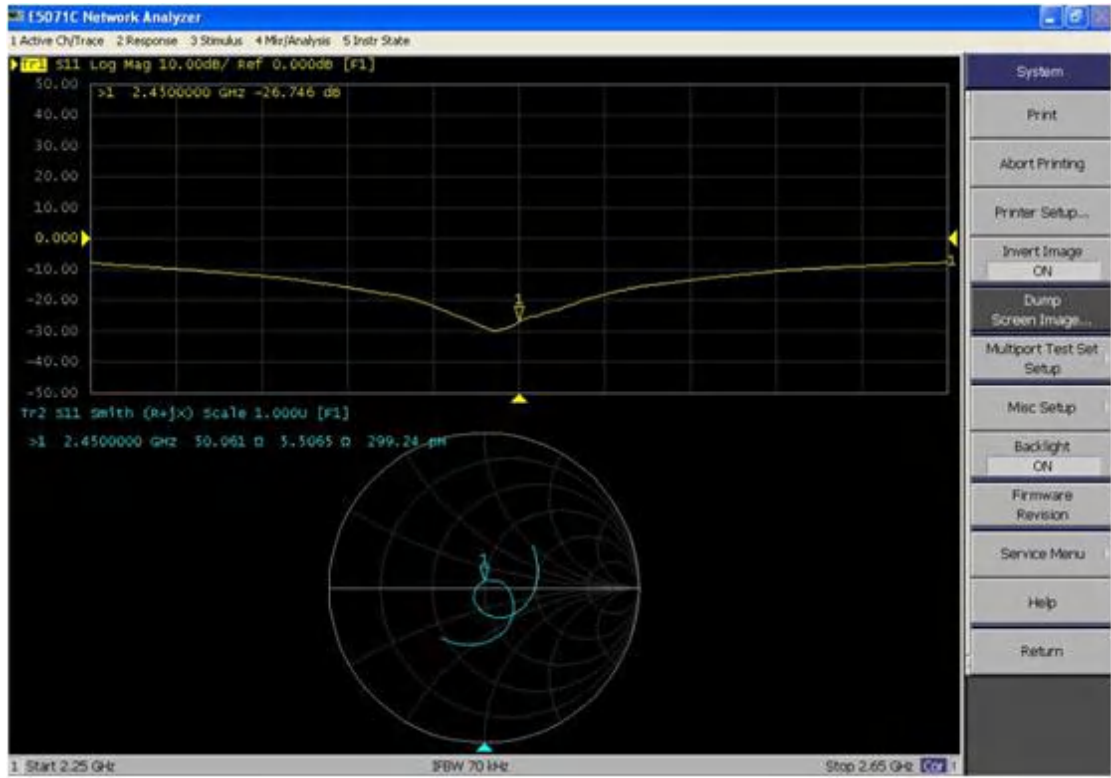 E5071C Network Analyzer
1 Active Ch/Trace 2 Response 3 Stimulus 4 Mkr/Analysis 5 Instr State
Tr1 S11 Log Mag 10.00dB/ Ref 0.000dB [F1]
50.00
>1 2.4500000 GHz -26.746 dB
40.00
30.00
20.00
10.00
0.000
-10.00
1
-20.00
1
-30.00
-40.00
-50.00
Tr2 S11 Smith (R+jX) Scale 1.000U [F1]
>1 2.4500000 GHz 50.061 Ω 5.5065 Ω 299.24 pH
1
1 Start 2.25 GHz
IFBW 70 kHz
Stop 2.65 GHz Cor
System
Print
Abort Printing
Printer Setup...
Invert Image
ON
Dump
Screen Image...
Multiport Test Set
Setup
Misc Setup
Backlight
ON
Firmware
Revision
Service Menu
Help
Return